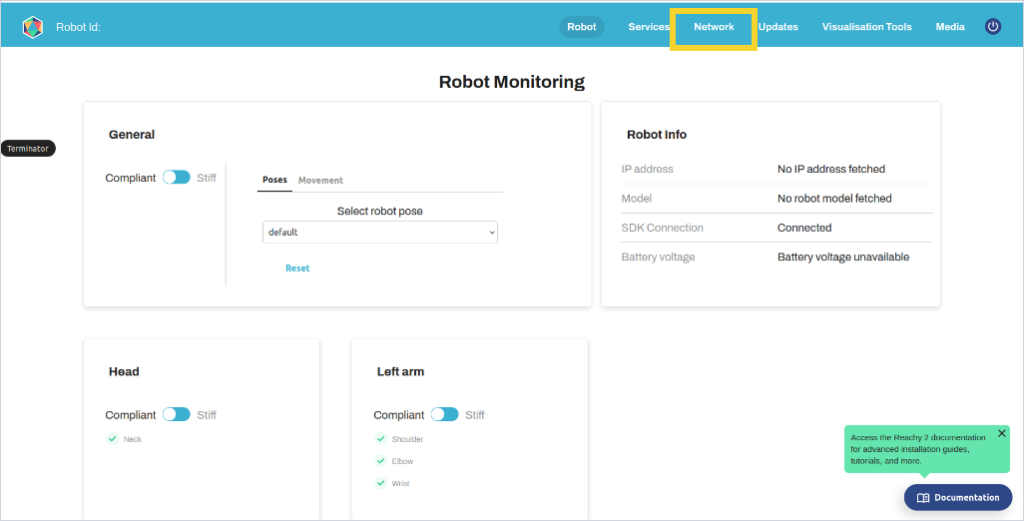 Robot Id:
Robot
Services
Network
Updates
Visualisation Tools
Media
Robot Monitoring
Terminator
General
Compliant
Stiff
Poses
Movement
Select robot pose
default
Reset
Robot Info
IP address No IP address fetched
Model No robot model fetched
SDK Connection Connected
Battery voltage Battery voltage unavailable
Head
Compliant
Stiff
Neck
Left arm
Compliant
Stiff
Shoulder
Elbow
Wrist
Access the Reachy 2 documentation
for advanced installation guides,
tutorials, and more.
Documentation